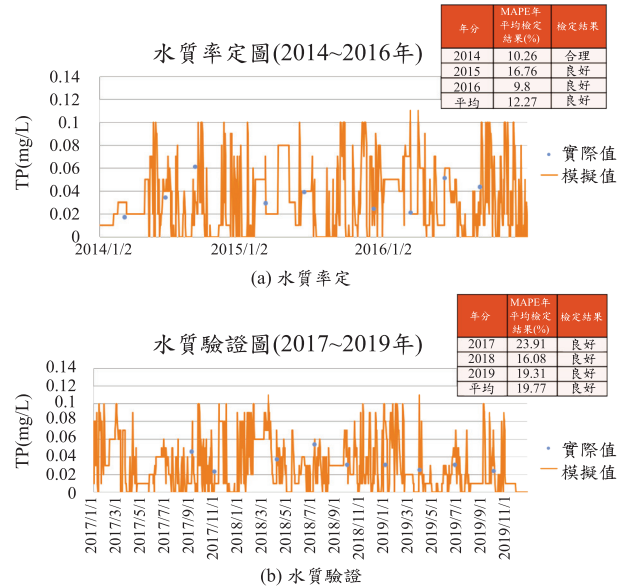 水質率定圖(2014~2016年)
年分 MAPE年平均檢定結果(%) 檢定結果
2014 10.26 合理
2015 16.76 良好
2016 9.8 良好
平均 12.27 良好
TP(mg/L)
0.14
0.12
0.1
0.08
0.06
0.04
0.02
0
2014/1/2 2015/1/2 2016/1/2
實際值
模擬值
(a) 水質率定
水質驗證圖(2017~2019年)
年分 MAPE年平均檢定結果(%) 檢定結果
2017 23.91 良好
2018 16.08 良好
2019 19.31 良好
平均 19.77 良好
TP(mg/L)
0.14
0.12
0.1
0.08
0.06
0.04
0.02
0
2017/1/1 2017/3/1 2017/5/1 2017/7/1 2017/9/1 2017/11/1 2018/1/1 2018/3/1 2018/5/1 2018/7/1 2018/9/1 2018/11/1 2019/1/1 2019/3/1 2019/5/1 2019/7/1 2019/9/1 2019/11/1
實際值
模擬值
(b) 水質驗證